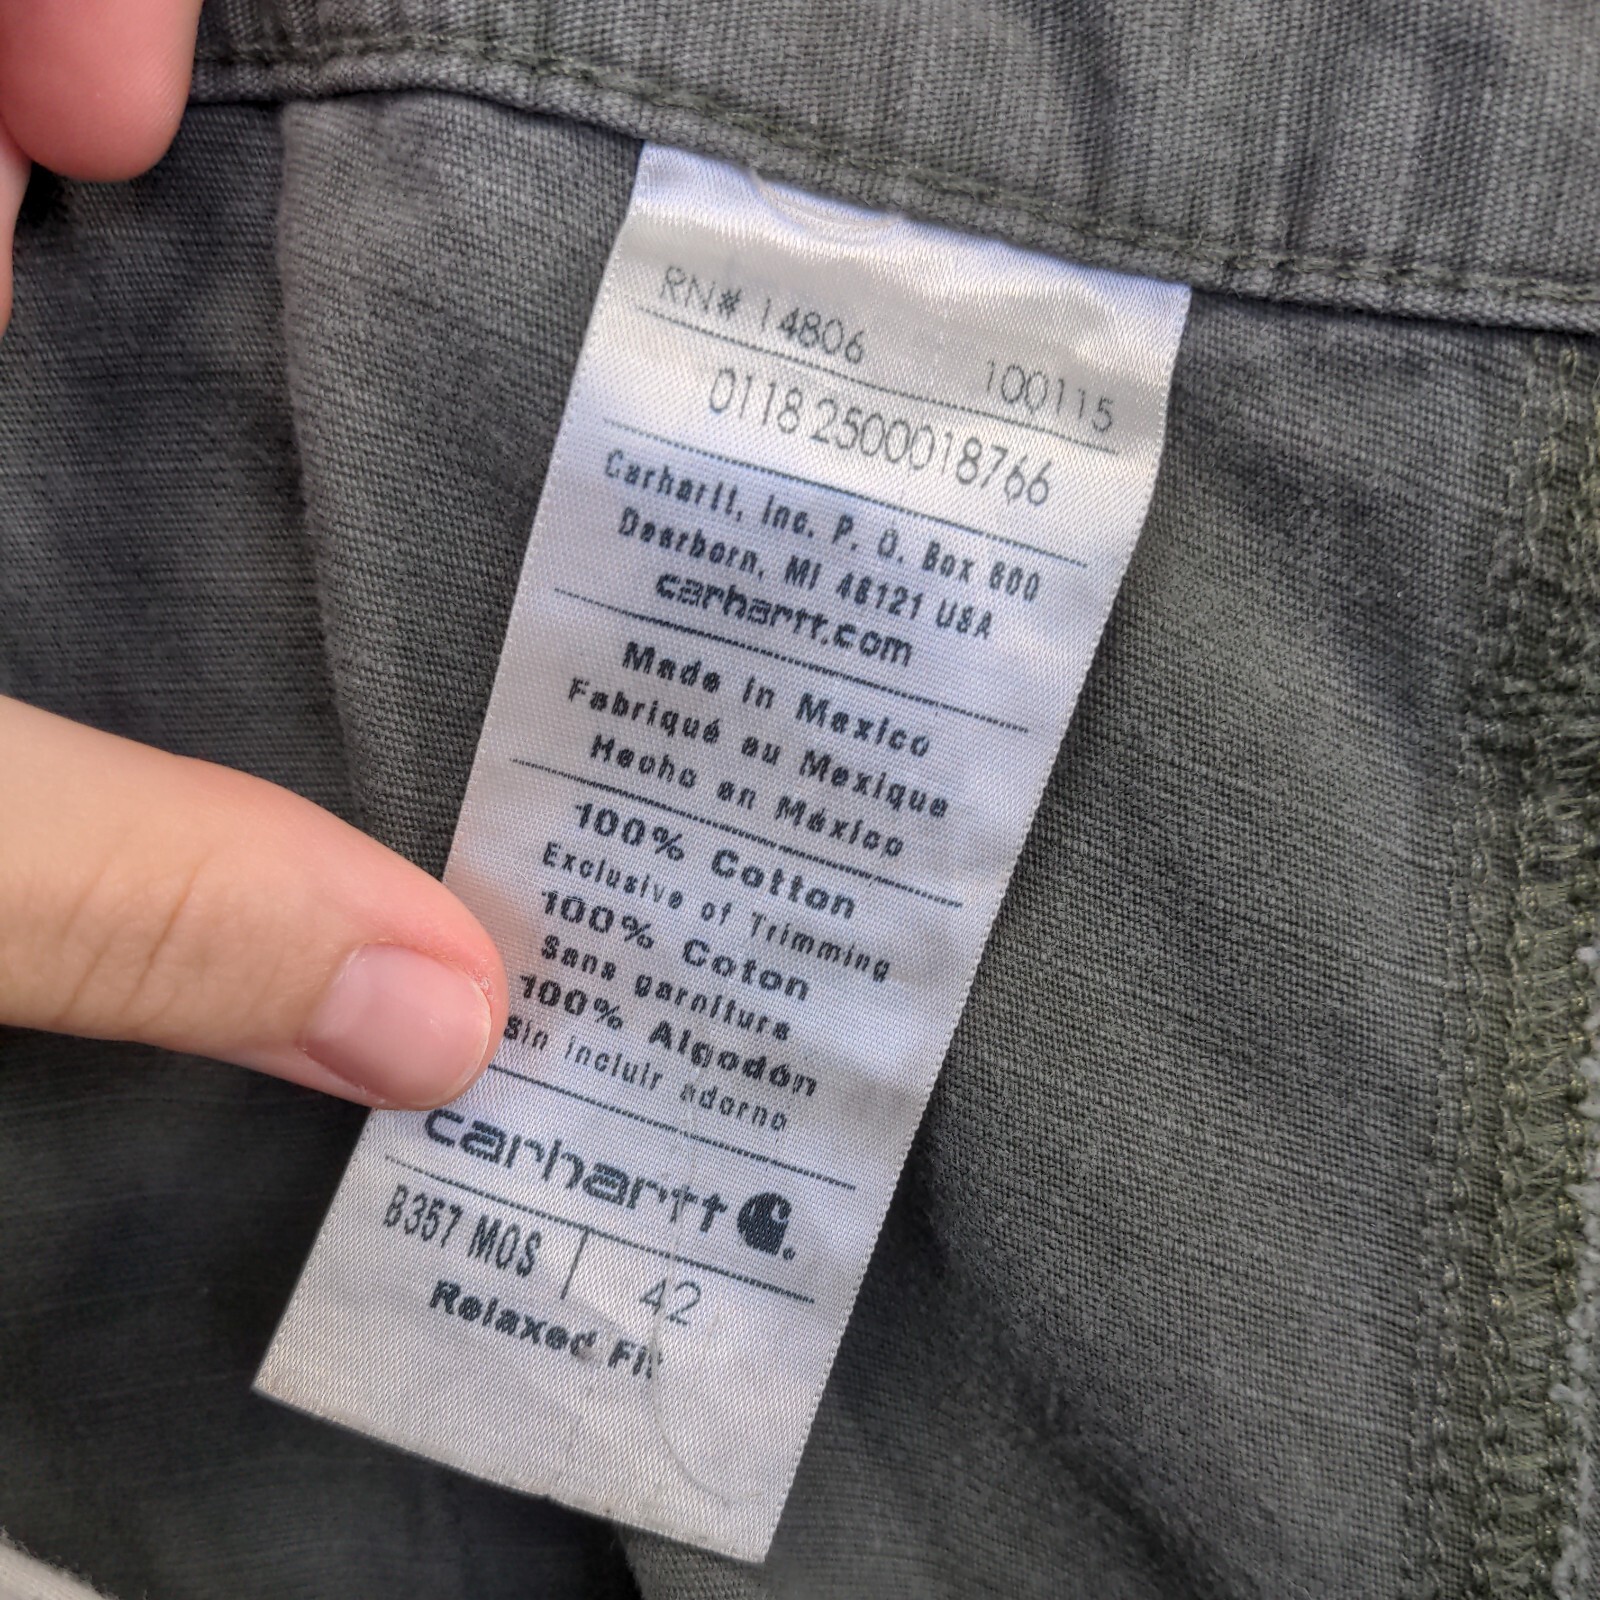 RN# 14806 100115
0118 2500018766
Carhartt, Inc. P. O. Box 600
Dearborn, MI 48121 USA
carhartt.com
Made in Mexico
Fabriqué au Mexique
Hecho en México
100% Cotton
Exclusive of Trimming
100% Coton
Sans garniture
100% Algodón
Sin incluir adorno
carhartt
B357 MOS | 42
Relaxed Fit